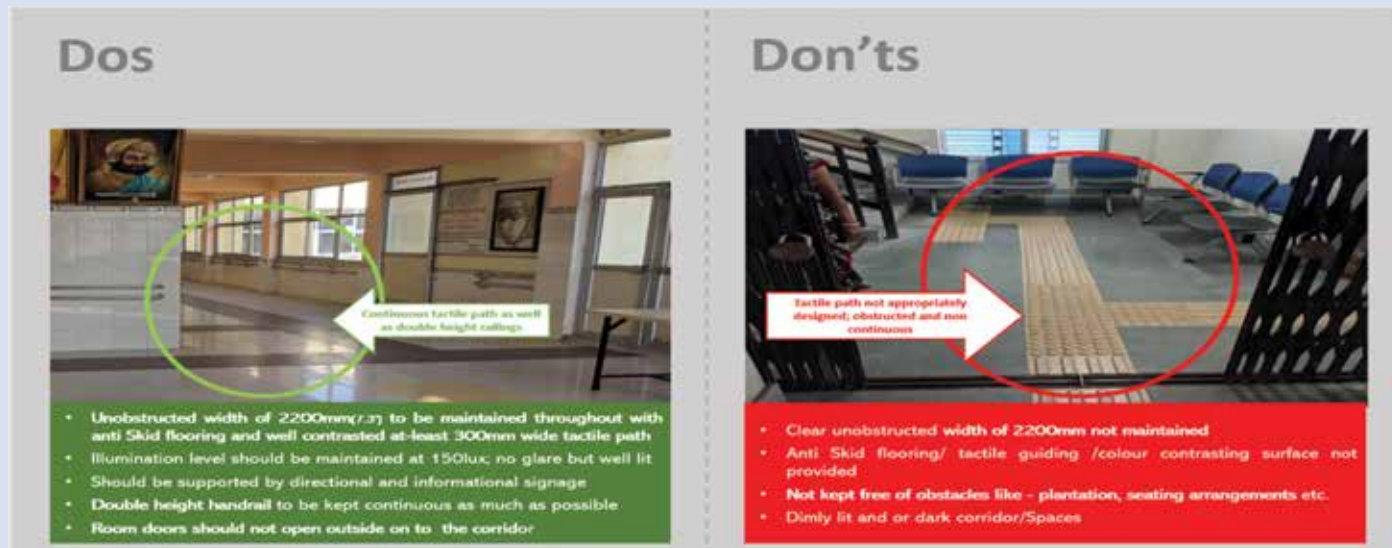 Dos
Continuous tactile path as well
as double height railings
• Unobstructed width of 2200mm(7.3') to be maintained throughout with
anti Skid flooring and well contrasted at-least 300mm wide tactile path
• Illumination level should be maintained at 150lux; no glare but well lit
• Should be supported by directional and informational signage
• Double height handrail to be kept continuous as much as possible
• Room doors should not open outside on to the corridor
Don'ts
Tactile path not appropriately
designed; obstructed and non
continuous
• Clear unobstructed width of 2200mm not maintained
• Anti Skid flooring/ tactile guiding /colour contrasting surface not
provided
• Not kept free of obstacles like - plantation, seating arrangements etc.
• Dimly lit and or dark corridor/Spaces